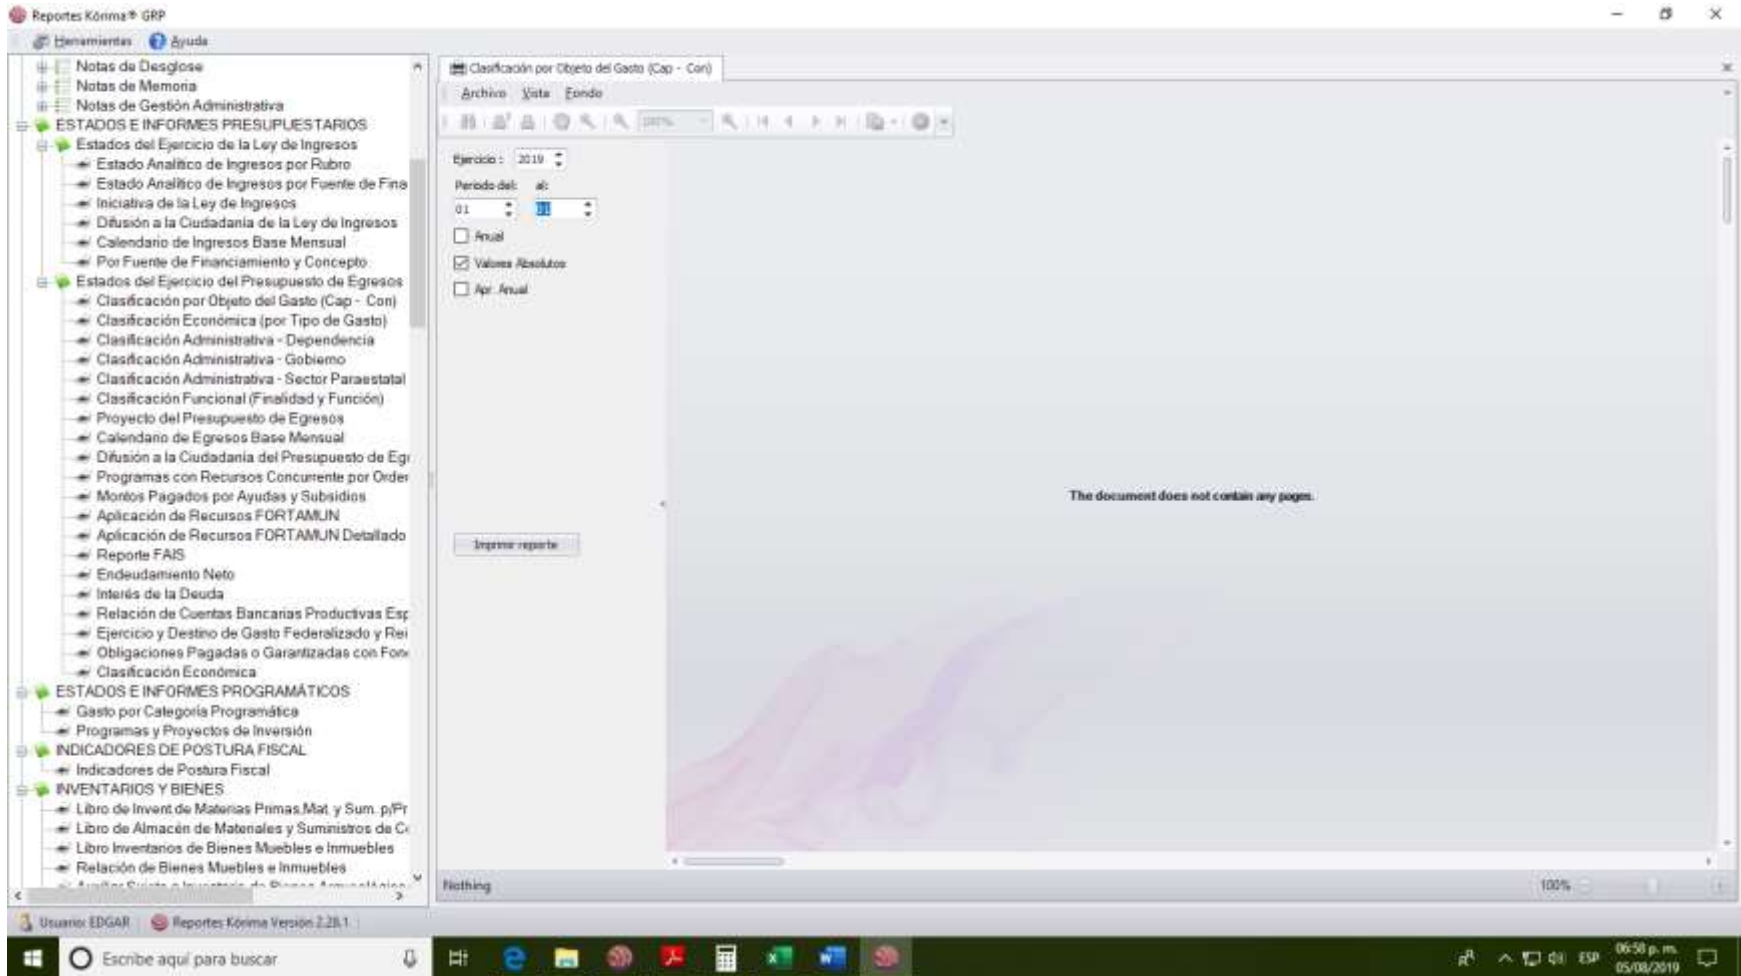 Reportes Kórima® GRP
Herramientas Ayuda
Notas de Desglose
Notas de Memoria
Notas de Gestión Administrativa
ESTADOS E INFORMES PRESUPUESTARIOS
Estados del Ejercicio de la Ley de Ingresos
Estado Analítico de Ingresos por Rubro
Estado Analítico de Ingresos por Fuente de Fina
Iniciativa de la Ley de Ingresos
Difusión a la Ciudadanía de la Ley de Ingresos
Calendario de Ingresos Base Mensual
Por Fuente de Financiamiento y Concepto
Estados del Ejercicio del Presupuesto de Egresos
Clasificación por Objeto del Gasto (Cap - Con)
Clasificación Económica (por Tipo de Gasto)
Clasificación Administrativa - Dependencia
Clasificación Administrativa - Gobierno
Clasificación Administrativa - Sector Paraestatal
Clasificación Funcional (Finalidad y Función)
Proyecto del Presupuesto de Egresos
Calendario de Egresos Base Mensual
Difusión a la Ciudadanía del Presupuesto de Egr
Programas con Recursos Concurrente por Order
Montos Pagados por Ayudas y Subsidios
Aplicación de Recursos FORTAMUN
Aplicación de Recursos FORTAMUN Detallado
Reporte FAIS
Endeudamiento Neto
Interés de la Deuda
Relación de Cuentas Bancarias Productivas Esp
Ejercicio y Destino de Gasto Federalizado y Rei
Obligaciones Pagadas o Garantizadas con Fon
Clasificación Económica
ESTADOS E INFORMES PROGRAMÁTICOS
Gasto por Categoría Programática
Programas y Proyectos de Inversión
INDICADORES DE POSTURA FISCAL
Indicadores de Postura Fiscal
INVENTARIOS Y BIENES
Libro de Invent.de Materias Primas,Mat. y Sum. p/Pr
Libro de Almacén de Materiales y Suministros de C
Libro Inventarios de Bienes Muebles e Inmuebles
Relación de Bienes Muebles e Inmuebles
Clasificación por Objeto del Gasto (Cap - Con)
Archivo Vista Fondo
100%
Ejercicio : 2019
Periodo del: al:
01 01
Anual
Valores Absolutos
Apr. Anual
Imprimir reporte
The document does not contain any pages.
Nothing 100%
Usuario: EDGAR Reportes Kórima Versión 2.28.1
Escribe aquí para buscar
ESP
06:58 p. m.
05/08/2019